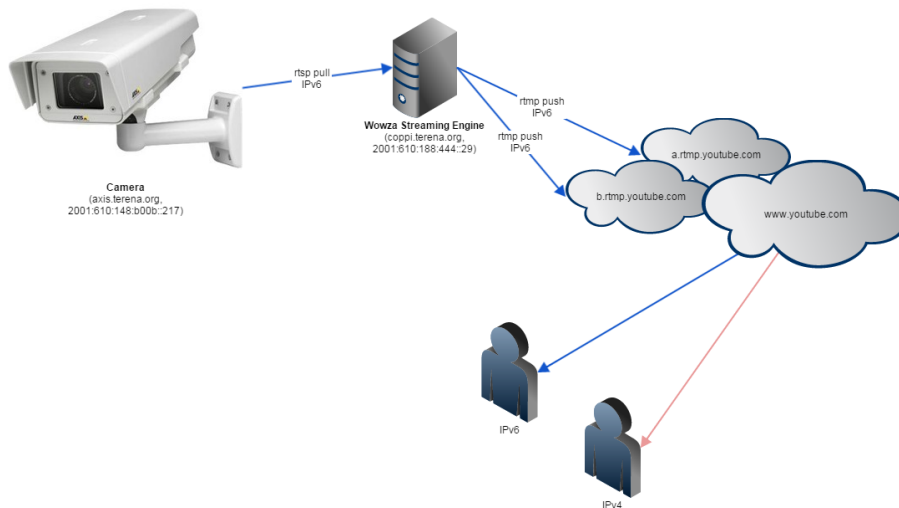 AXIS
rtsp pull
IPv6
Wowza Streaming Engine
(coppi.terena.org,
2001:610:188:444::29)
rtmp push
IPv6
rtmp push
IPv6
a.rtmp.youtube.com
b.rtmp.youtube.com
www.youtube.com
Camera
(axis.terena.org,
2001:610:148:b00b::217)
IPv6
IPv4